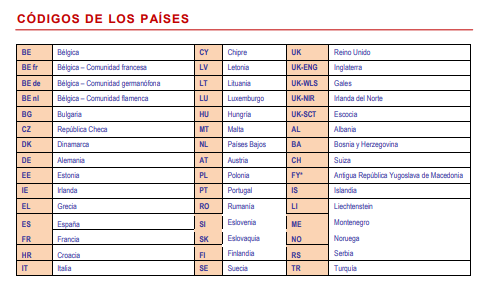 CÓDIGOS DE LOS PAÍSES
BE Bélgica CY Chipre UK Reino Unido
BE fr Bélgica – Comunidad francesa LV Letonia UK-ENG Inglaterra
BE de Bélgica – Comunidad germanófona LT Lituania UK-WLS Gales
BE nl Bélgica – Comunidad flamenca LU Luxemburgo UK-NIR Irlanda del Norte
BG Bulgaria HU Hungría UK-SCT Escocia
CZ República Checa MT Malta AL Albania
DK Dinamarca NL Países Bajos BA Bosnia y Herzegovina
DE Alemania AT Austria CH Suiza
EE Estonia PL Polonia FY* Antigua República Yugoslava de Macedonia
IE Irlanda PT Portugal IS Islandia
EL Grecia RO Rumanía LI Liechtenstein
ES España SI Eslovenia ME Montenegro
FR Francia SK Eslovaquia NO Noruega
HR Croacia FI Finlandia RS Serbia
IT Italia SE Suecia TR Turquía